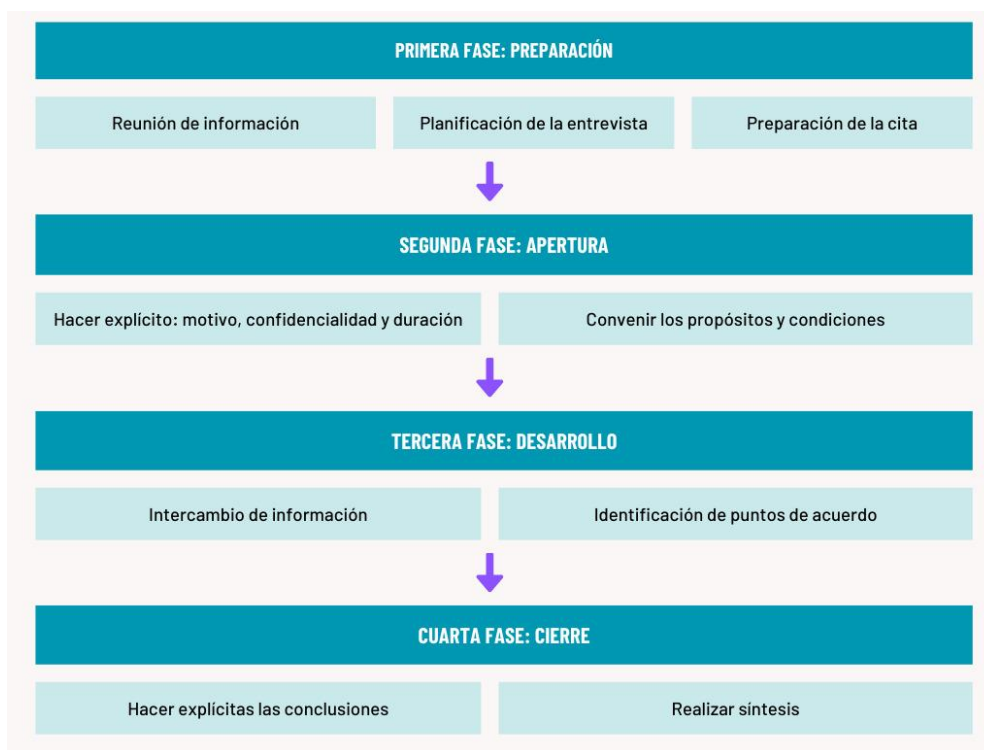 PRIMERA FASE: PREPARACIÓN
Reunión de información
Planificación de la entrevista
Preparación de la cita
SEGUNDA FASE: APERTURA
Hacer explícito: motivo, confidencialidad y duración
Convenir los propósitos y condiciones
TERCERA FASE: DESARROLLO
Intercambio de información
Identificación de puntos de acuerdo
CUARTA FASE: CIERRE
Hacer explícitas las conclusiones
Realizar síntesis